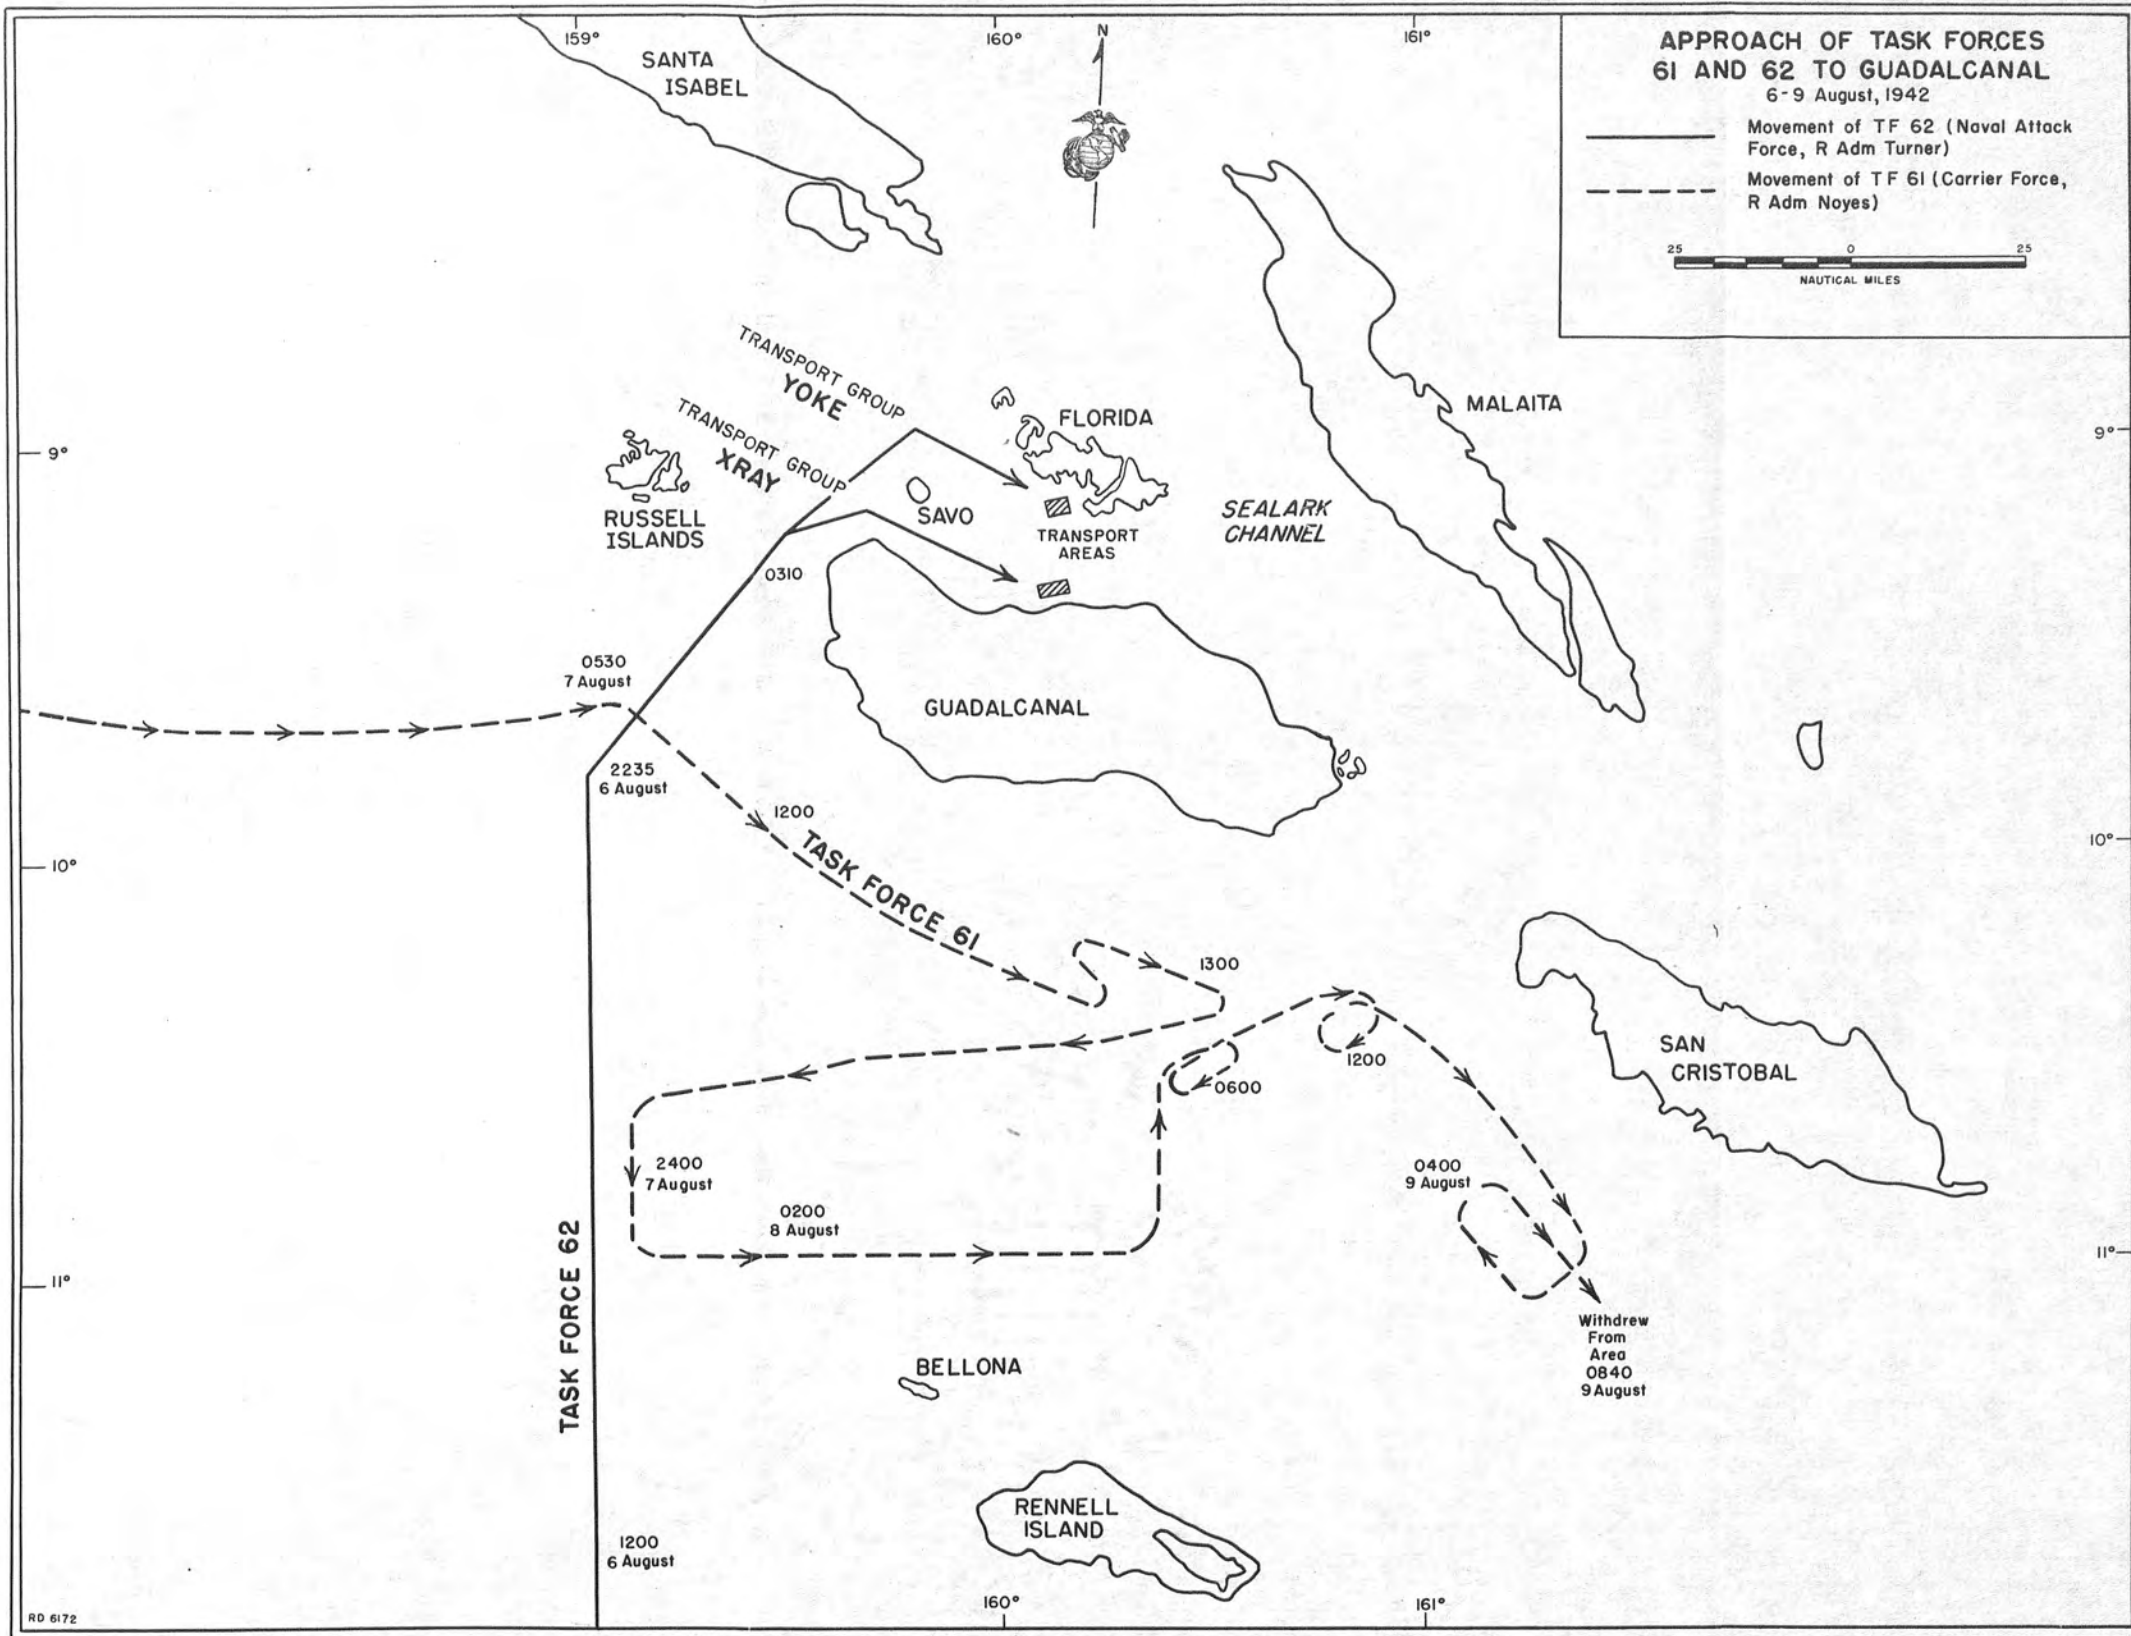 159°
160°
N
161°
APPROACH OF TASK FORCES
61 AND 62 TO GUADALCANAL
6-9 August, 1942
Movement of TF 62 (Naval Attack
Force, R Adm Turner)
Movement of TF 61 (Carrier Force,
R Adm Noyes)
25
0
25
NAUTICAL MILES
SANTA
ISABEL
TRANSPORT GROUP
YOKE
TRANSPORT GROUP
XRAY
FLORIDA
MALAITA
9°
9°
RUSSELL
ISLANDS
SAVO
TRANSPORT
AREAS
SEALARK
CHANNEL
0310
0530
7 August
GUADALCANAL
2235
6 August
1200
TASK FORCE 61
10°
10°
1300
1200
0600
SAN
CRISTOBAL
2400
7 August
0200
8 August
0400
9 August
11°
11°
TASK FORCE 62
Withdrew
From
Area
0840
9 August
BELLONA
RENNELL
ISLAND
1200
6 August
160°
161°
RD 6172